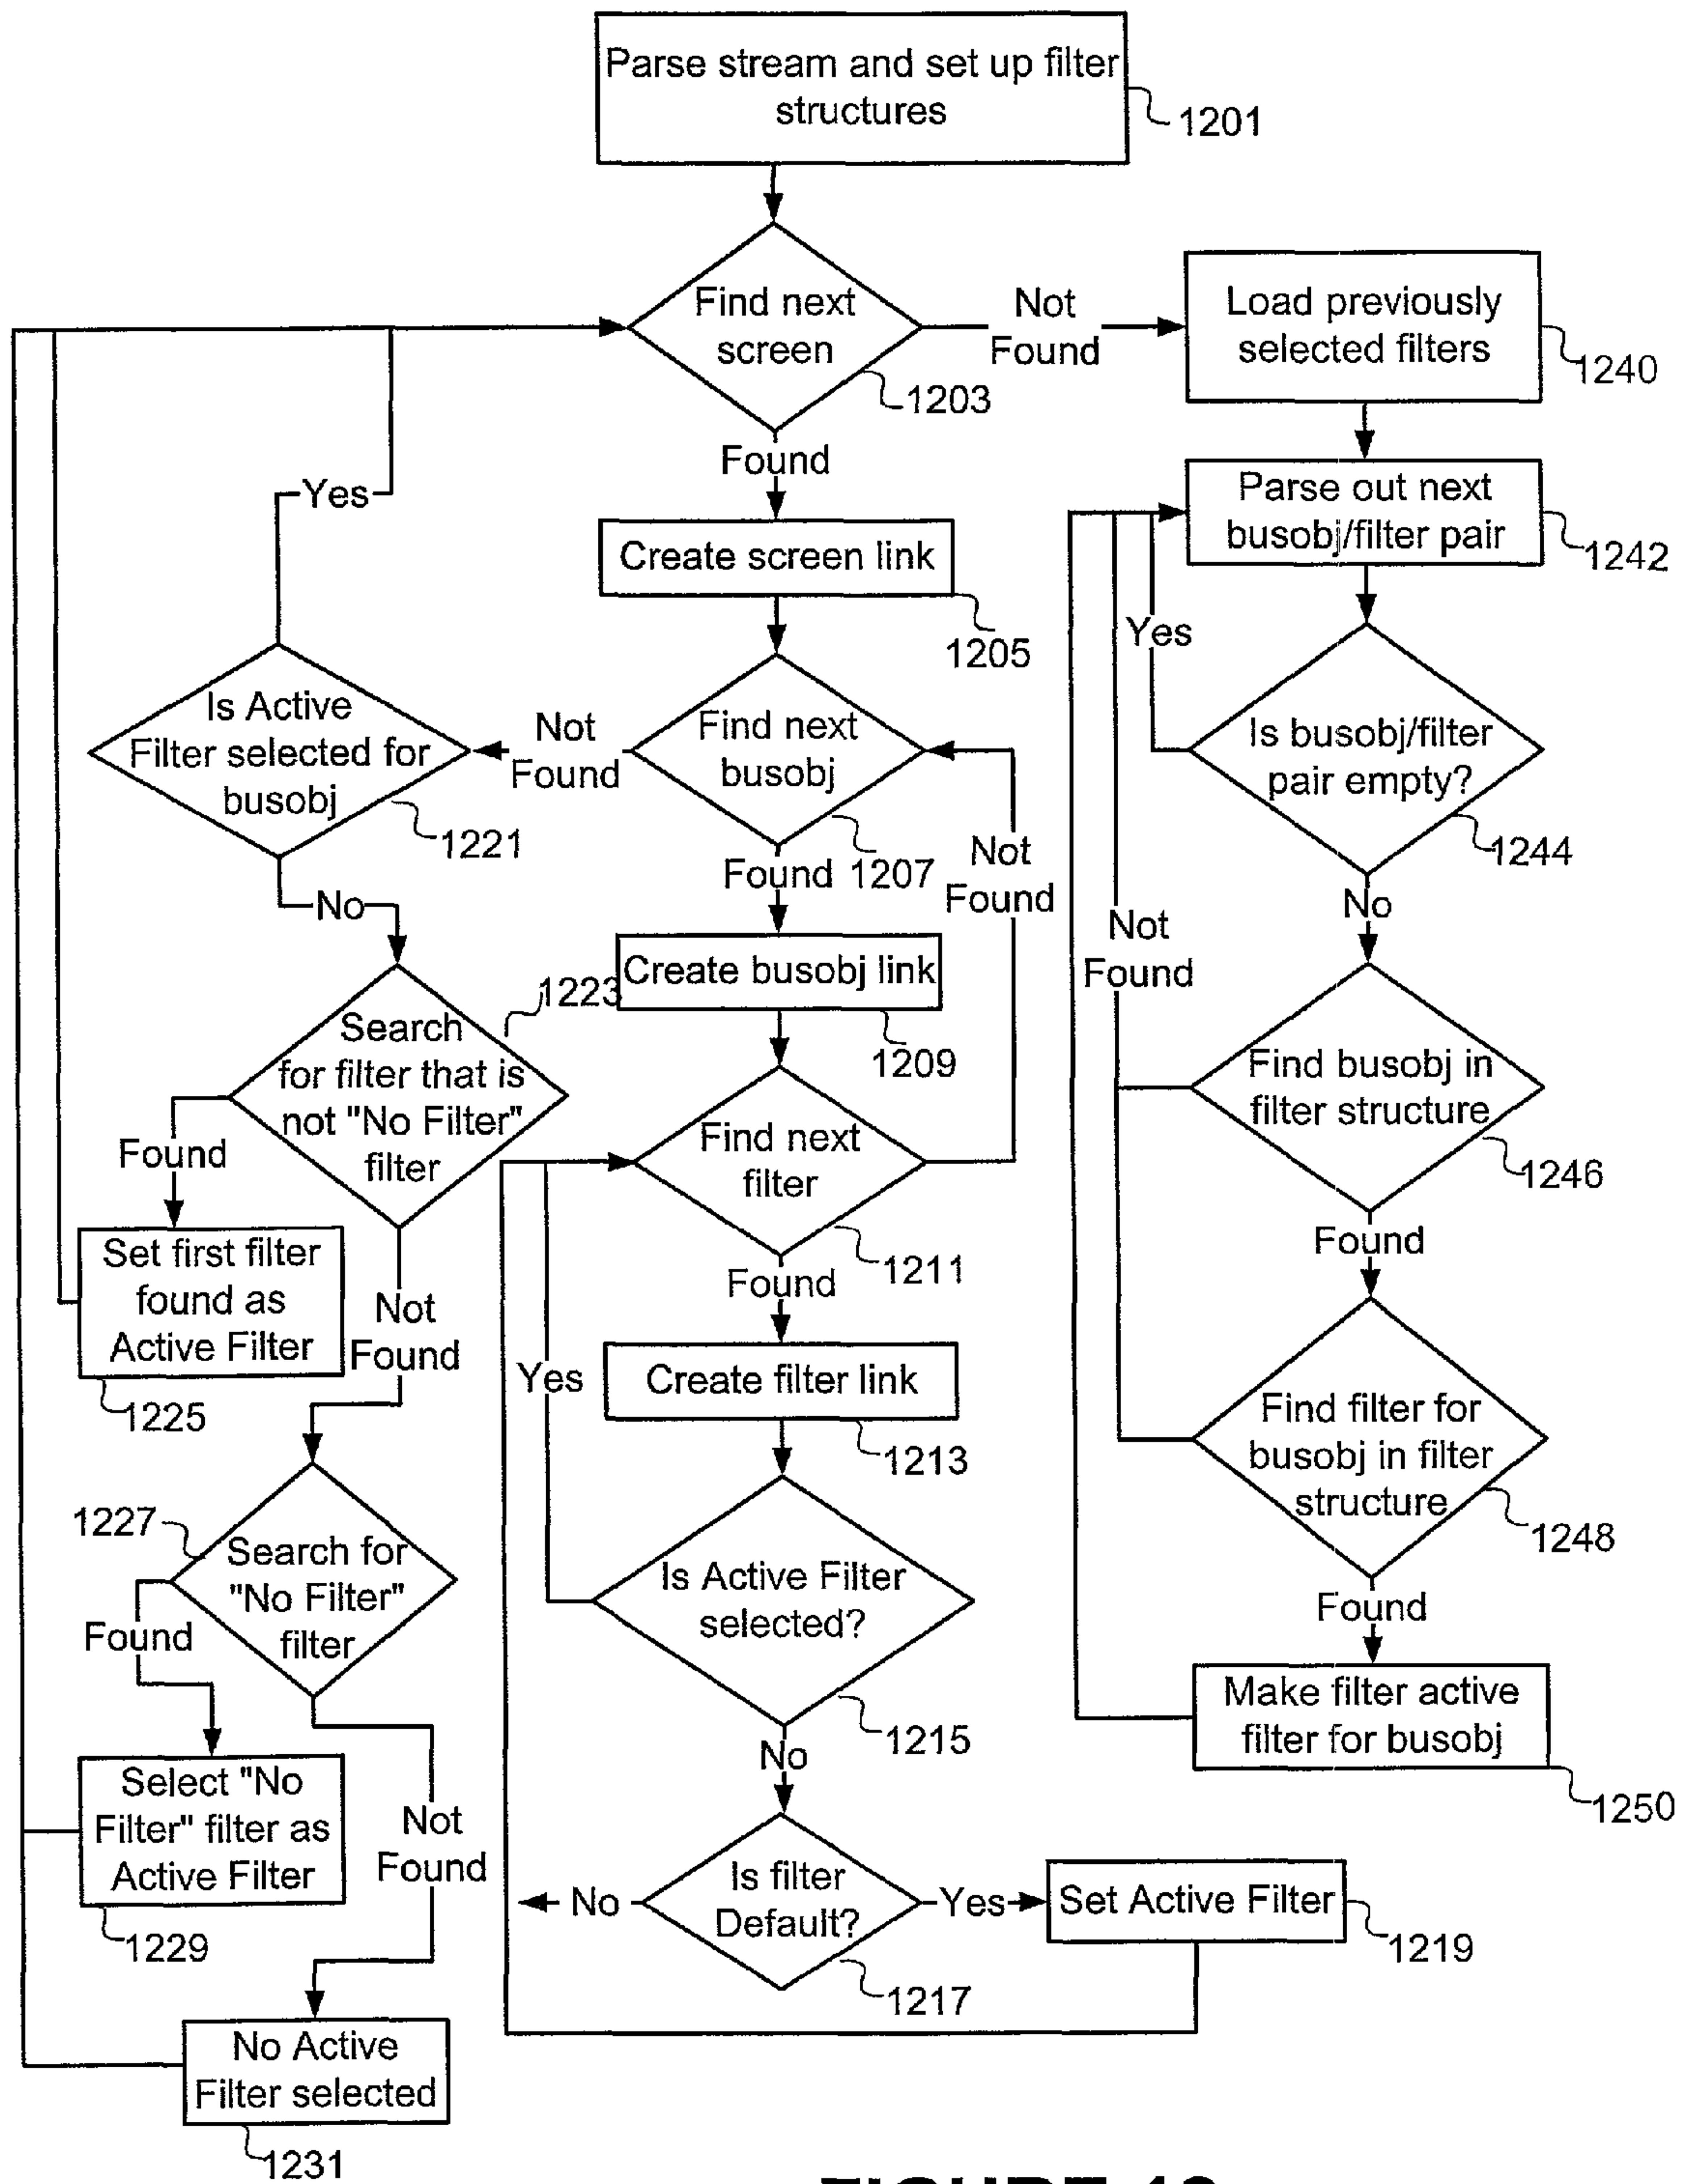 Parse stream and set up filter
structures
1201
Find next
screen
1203
Not
Found
Load previously
selected filters
1240
Found
Yes
Create screen link
1205
Parse out next
busobj/filter pair
1242
Yes
Is Active
Filter selected for
busobj
1221
Not
Found
Find next
busobj
1207
Found
Not
Found
Is busobj/filter
pair empty?
1244
No
No
Create busobj link
1209
Not
Found
1223
Search
for filter that is
not "No Filter"
filter
Found
Find next
filter
1211
Find busobj in
filter structure
1246
Found
Set first filter
found as
Active Filter
1225
Not
Found
Found
Yes
Create filter link
1213
Find filter for
busobj in filter
structure
1248
1227
Search for
"No Filter"
filter
Found
Is Active Filter
selected?
1215
Found
No
Make filter active
filter for busobj
1250
Select "No
Filter" filter as
Active Filter
1229
Not
Found
No
Is filter
Default?
1217
Yes
Set Active Filter
1219
No Active
Filter selected
1231